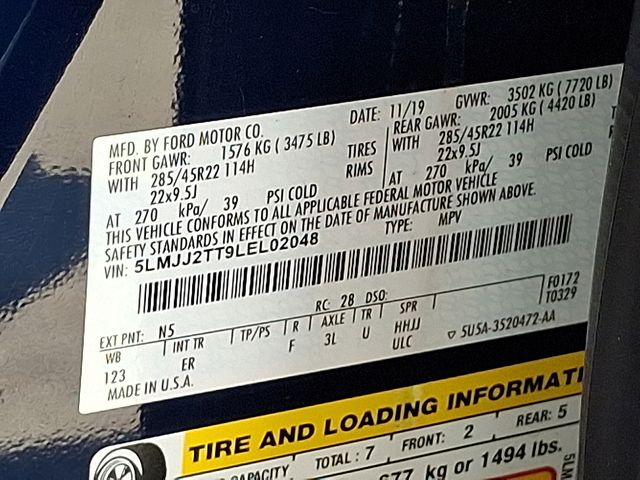 MFD. BY FORD MOTOR CO.
DATE: 11/19 GVWR: 3502 KG ( 7720 LB)
FRONT GAWR: 1576 KG ( 3475 LB) REAR GAWR: 2005 KG ( 4420 LB)
WITH 285/45R22 114H TIRES WITH 285/45R22 114H
22x9.5J RIMS 22x9.5J
AT 270 kPa/ 39 PSI COLD AT 270 kPa/ 39 PSI COLD
THIS VEHICLE CONFORMS TO ALL APPLICABLE FEDERAL MOTOR VEHICLE
SAFETY STANDARDS IN EFFECT ON THE DATE OF MANUFACTURE SHOWN ABOVE.
VIN: 5LMJJ2TT9LEL02048 TYPE: MPV
F0172
T0329
EXT PNT: N5 RC: 28 DSO:
WB INT TR TP/PS R AXLE TR SPR
123 ER F 3L U HHJJ
ULC
5U5A-3520472-AA
MADE IN U.S.A.
TIRE AND LOADING INFORMATI
CAPACITY TOTAL : 7 FRONT: 2 REAR: 5
677 kg or 1494 lbs.
5LM